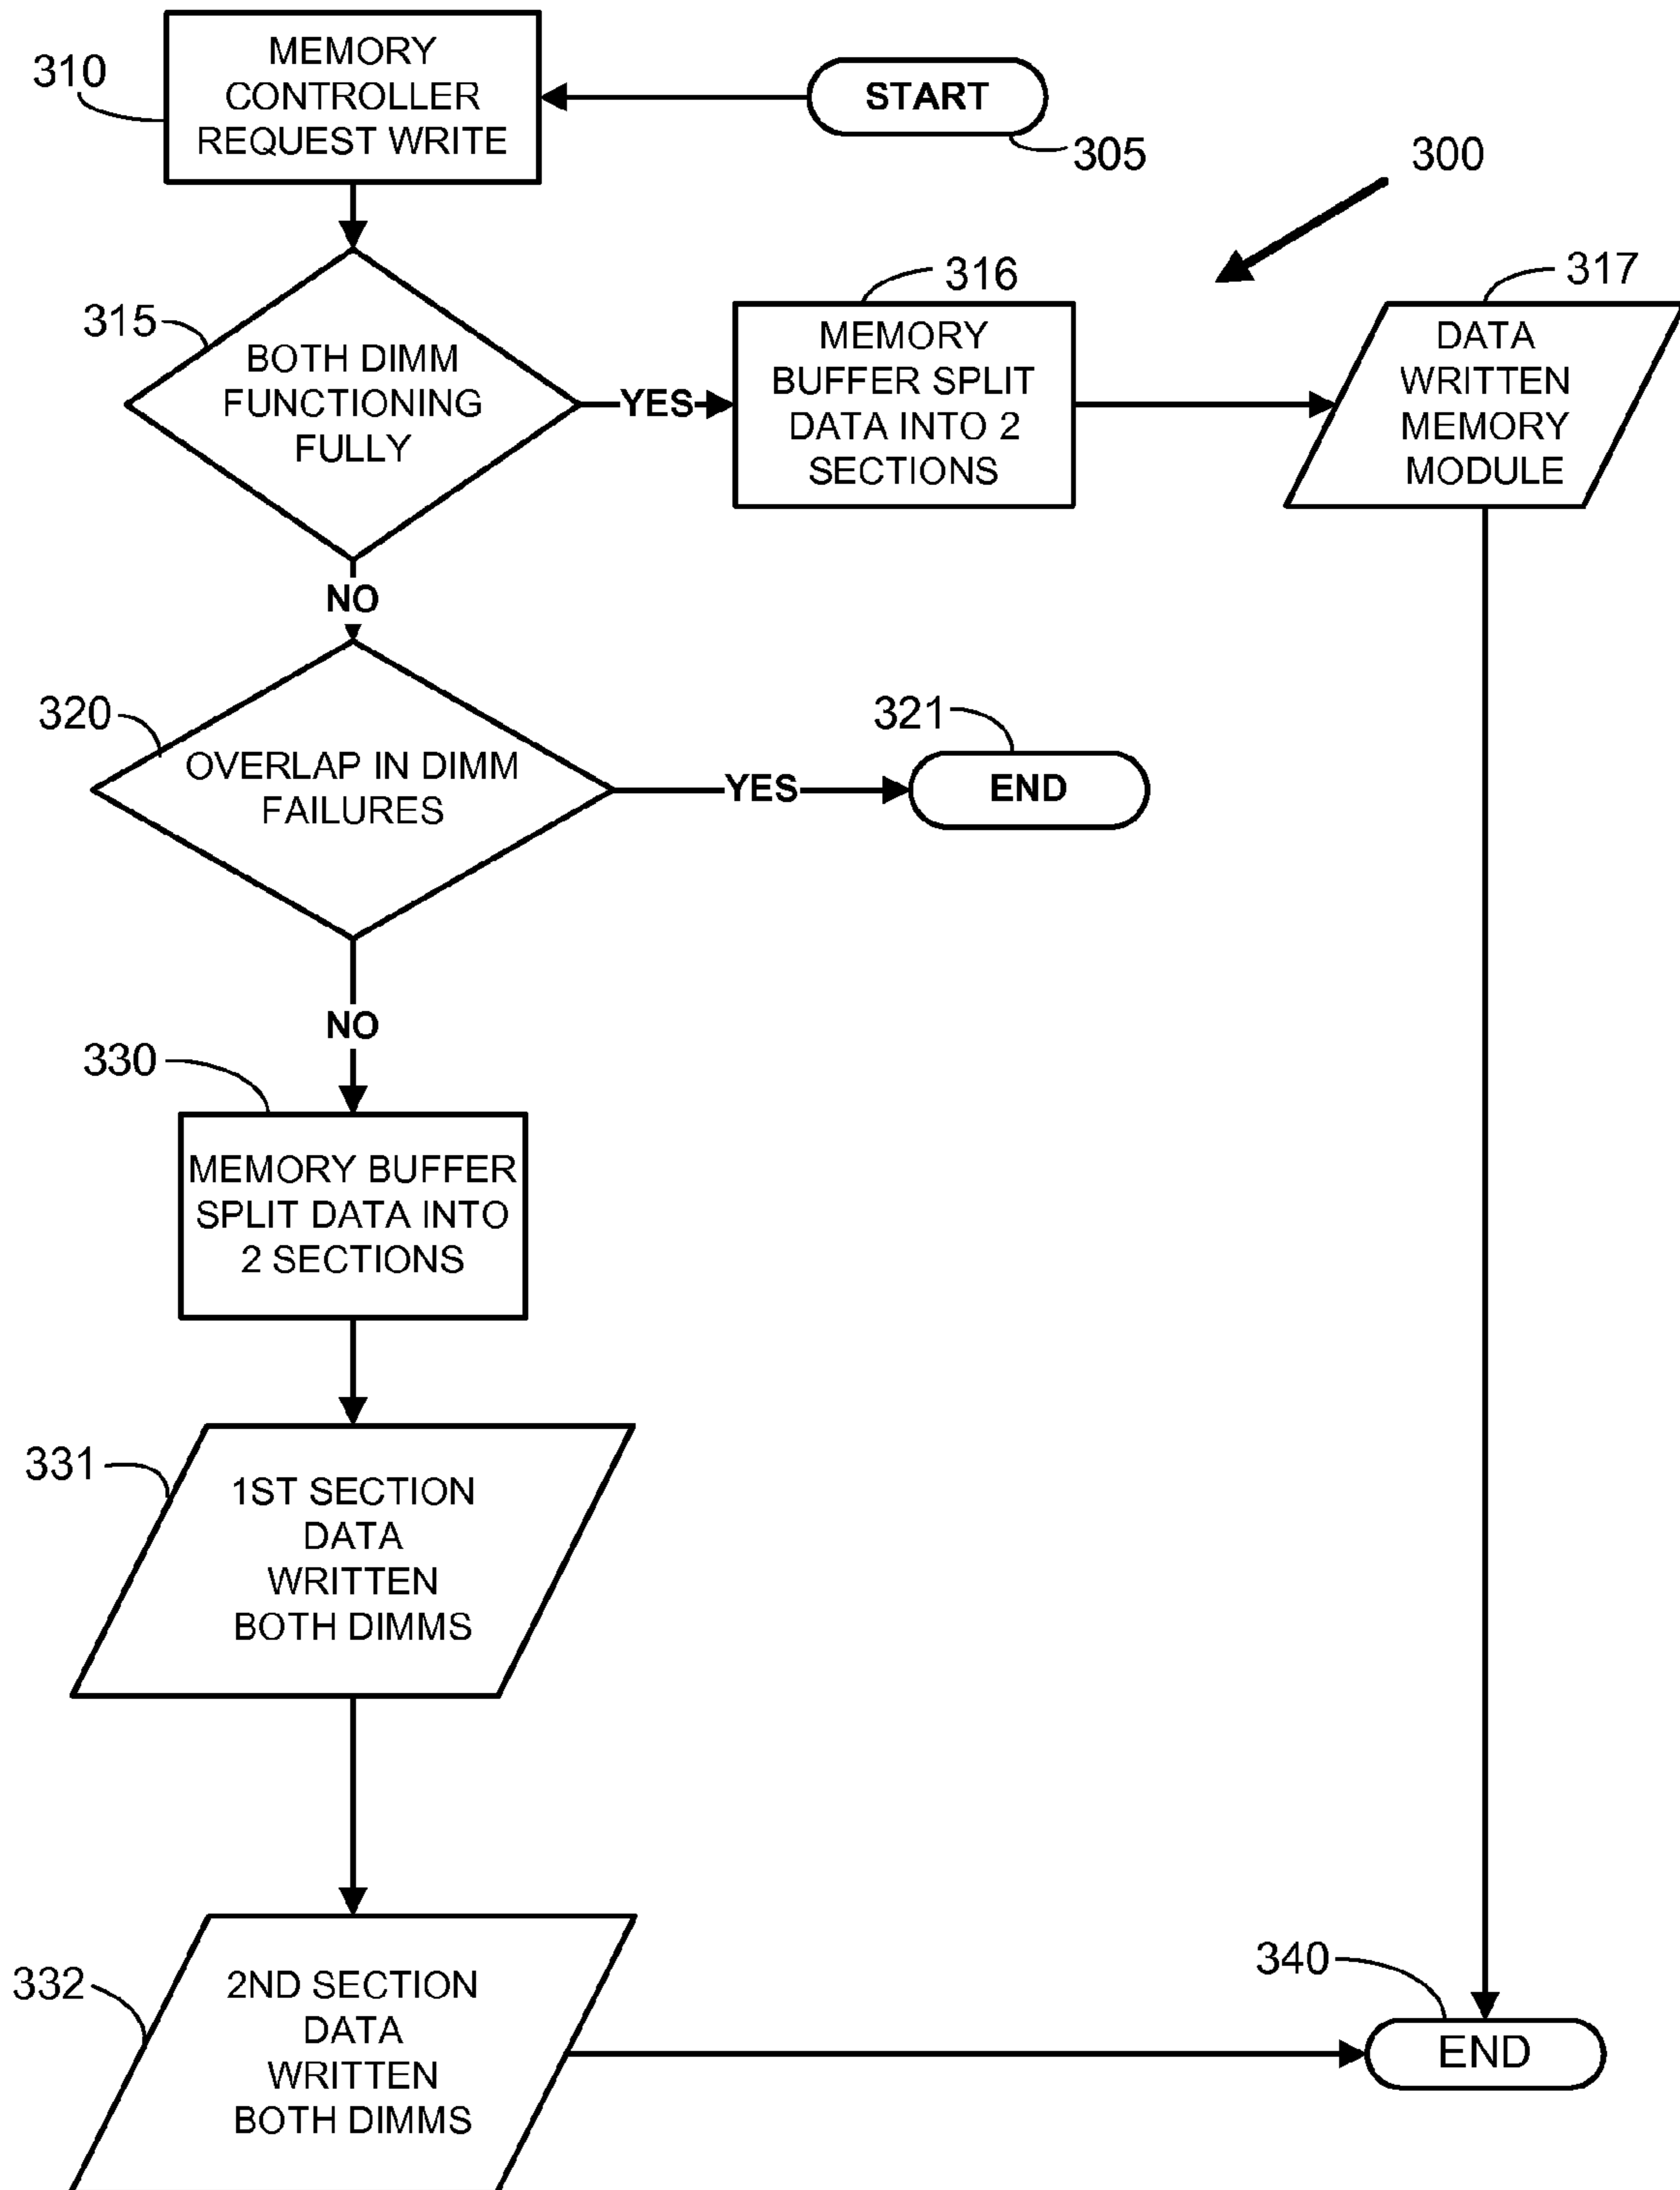 310
MEMORY
CONTROLLER
REQUEST WRITE
START
305
300
315
BOTH DIMM
FUNCTIONING
FULLY
YES
316
MEMORY
BUFFER SPLIT
DATA INTO 2
SECTIONS
317
DATA
WRITTEN
MEMORY
MODULE
NO
320
OVERLAP IN DIMM
FAILURES
YES
321
END
NO
330
MEMORY BUFFER
SPLIT DATA INTO
2 SECTIONS
331
1ST SECTION
DATA
WRITTEN
BOTH DIMMS
332
2ND SECTION
DATA
WRITTEN
BOTH DIMMS
340
END